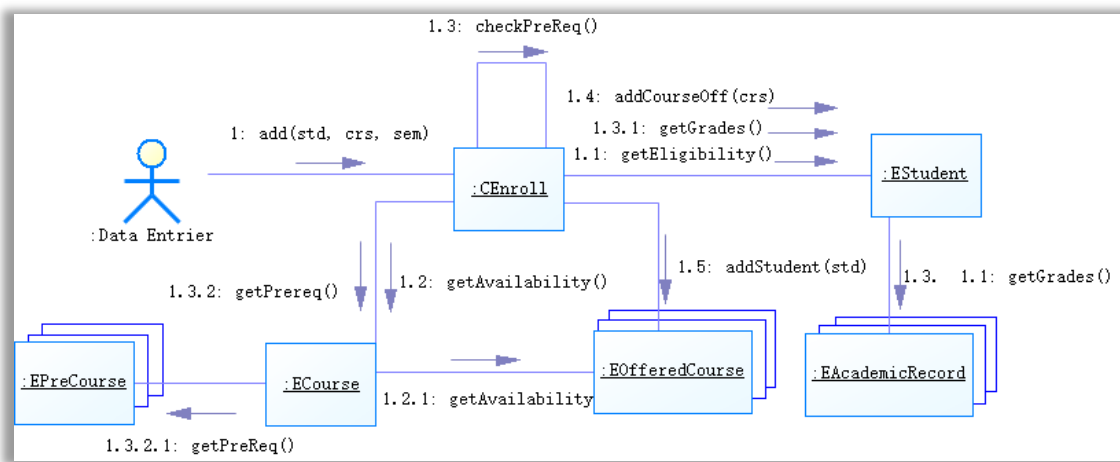 1.3: checkPreReq()
1.4: addCourseOff(crs)
1: add(std, crs, sem)
1.3.1: getGrades()
1.1: getEligibility()
:CEnroll
:EStudent
:Data Entrier
1.5: addStudent(std)
1.3. 1.1: getGrades()
1.3.2: getPrereq()
1.2: getAvailability()
:EPreCourse
:ECourse
:EOfferedCourse
:EAcademicRecord
1.2.1: getAvailability
1.3.2.1: getPreReq()